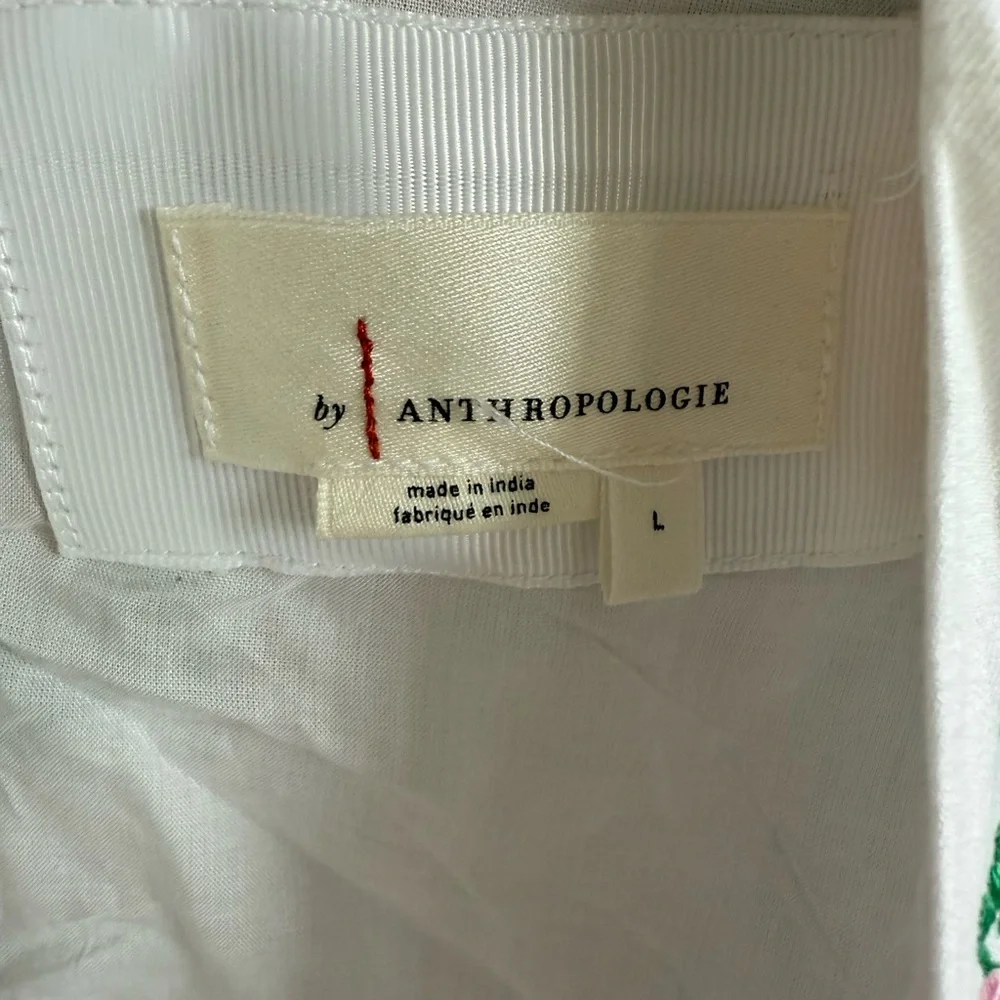 by ANTHROPOLOGIE
made in india
fabriqué en inde
L